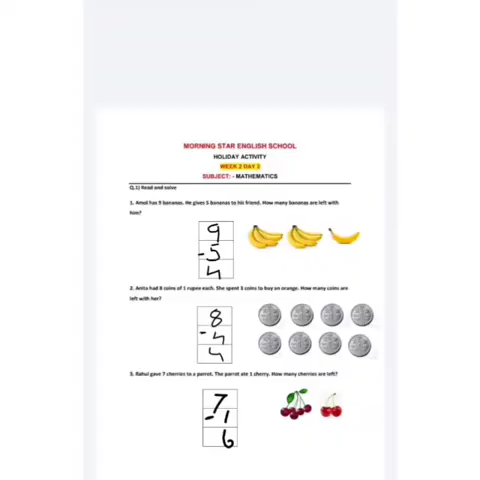 MORNING STAR ENGLISH SCHOOL
HOLIDAY ACTIVITY
WEEK 2 DAY 3
SUBJECT: - MATHEMATICS
Q.1) Read and solve
1. Amol has 9 bananas. He gives 5 bananas to his friend. How many bananas are left with
him?
9
-5
4
2. Anita had 8 coins of 1 rupee each. She spent 3 coins to buy an orange. How many coins are
left with her?
8
-4
4
3. Rahul gave 7 cherries to a parrot. The parrot ate 1 cherry. How many cherries are left?
7
-1
6